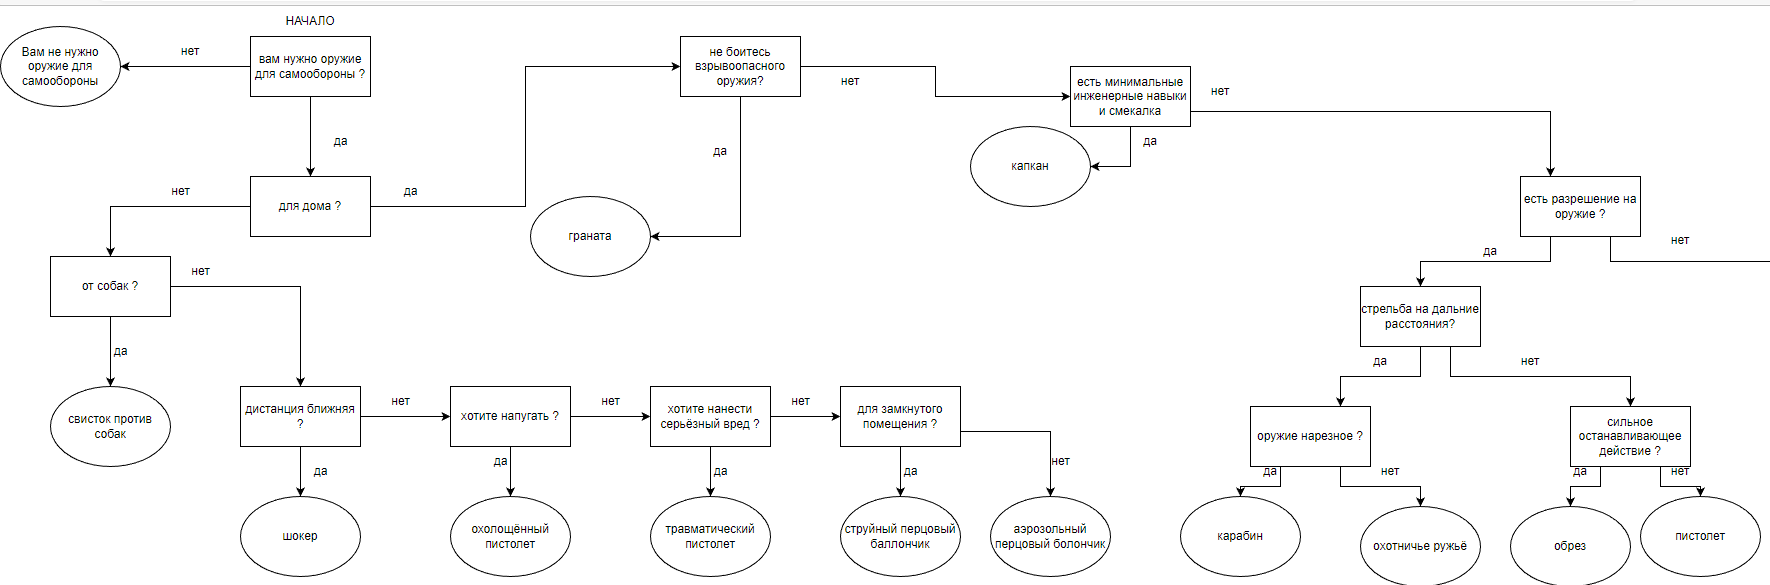 НАЧАЛО
Вам не нужно
оружие для
самообороны
нет
вам нужно оружие
для самообороны ?
да
нет
для дома ?
да
не боитесь
взрывоопасного
оружия?
нет
да
граната
есть минимальные
инженерные навыки
и смекалка
нет
да
капкан
есть разрешение на
оружие ?
да
нет
стрельба на дальние
расстояния?
да
нет
от собак ?
нет
да
свисток против
собак
дистанция ближняя
?
нет
да
шокер
хотите напугать ?
нет
да
охолощённый
пистолет
хотите нанести
серьёзный вред ?
нет
да
травматический
пистолет
для замкнутого
помещения ?
да
нет
струйный перцовый
баллончик
аэрозольный
перцовый болончик
оружие нарезное ?
да
нет
карабин
охотничье ружьё
сильное
останавливающее
действие ?
да
нет
обрез
пистолет